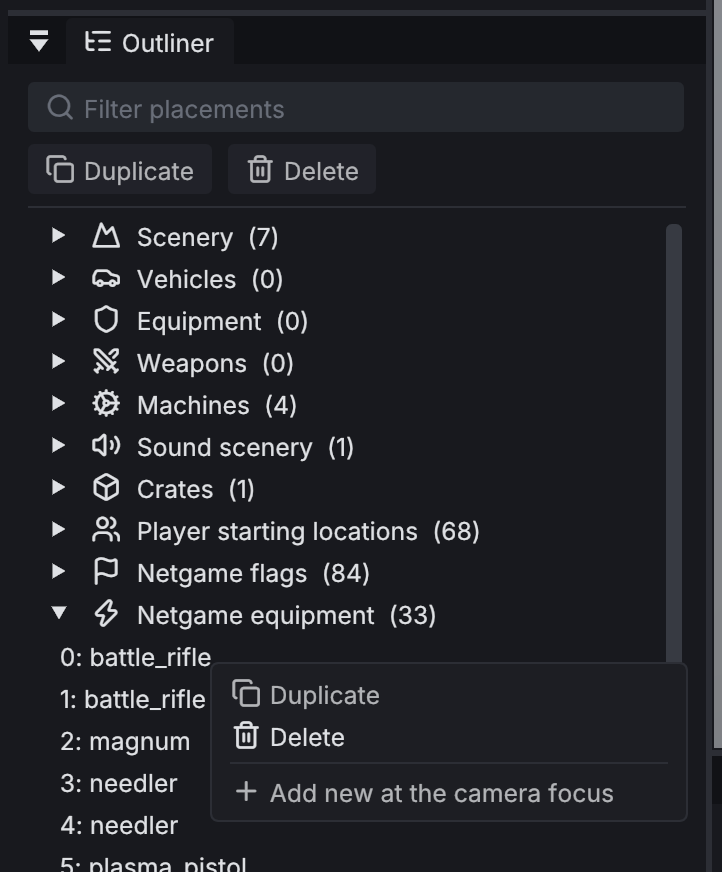 Outliner
Filter placements
Duplicate Delete
Scenery (7)
Vehicles (0)
Equipment (0)
Weapons (0)
Machines (4)
Sound scenery (1)
Crates (1)
Player starting locations (68)
Netgame flags (84)
Netgame equipment (33)
0: battle_rifle
1: battle_rifle
2: magnum
3: needler
4: needler
5: plasma_pistol
Duplicate
Delete
Add new at the camera focus